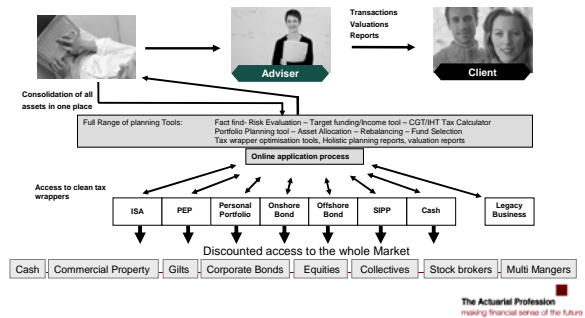 Transactions
Valuations
Reports
Adviser
Client
Consolidation of all
assets in one place
Full Range of planning Tools: Fact find- Risk Evaluation – Target funding/Income tool – CGT/IHT Tax Calculator
Portfolio Planning tool – Asset Allocation – Rebalancing – Fund Selection
Tax wrapper optimisation tools, Holistic planning reports, valuation reports
Online application process
Access to clean tax
wrappers
ISA
PEP
Personal
Portfolio
Onshore
Bond
Offshore
Bond
SIPP
Cash
Legacy
Business
Discounted access to the whole Market
Cash
Commercial Property
Gilts
Corporate Bonds
Equities
Collectives
Stock brokers
Multi Mangers
The Actuarial Profession
making financial sense of the future